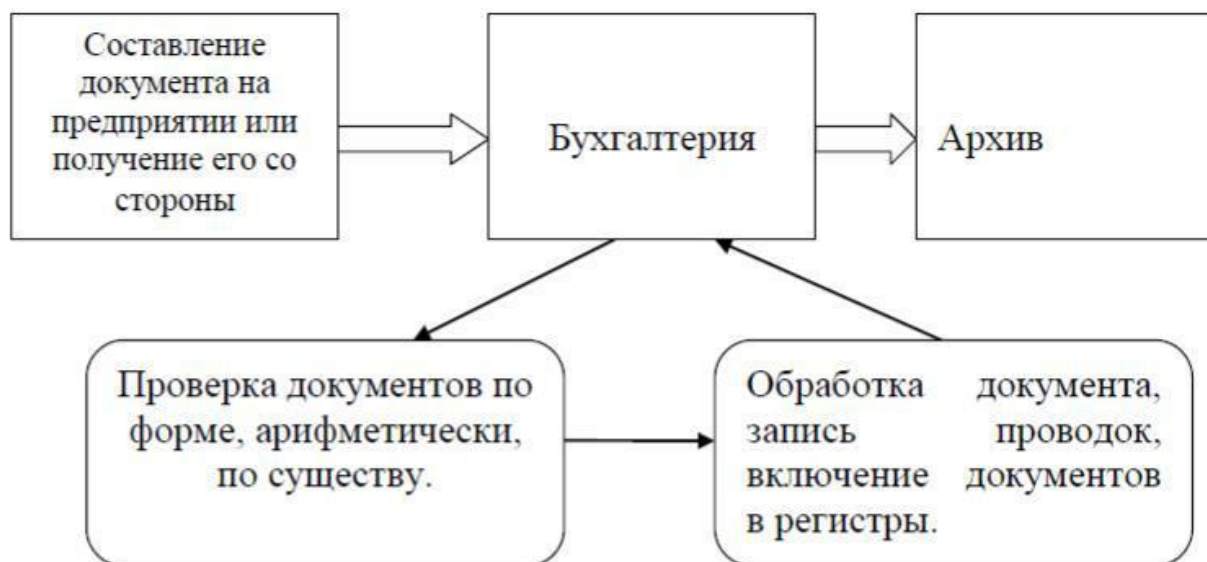 Составление
документа на
предприятии или
получение его со
стороны
Бухгалтерия
Архив
Проверка документов по
форме, арифметически,
по существу.
Обработка документа,
запись проводок,
включение документов
в регистры.